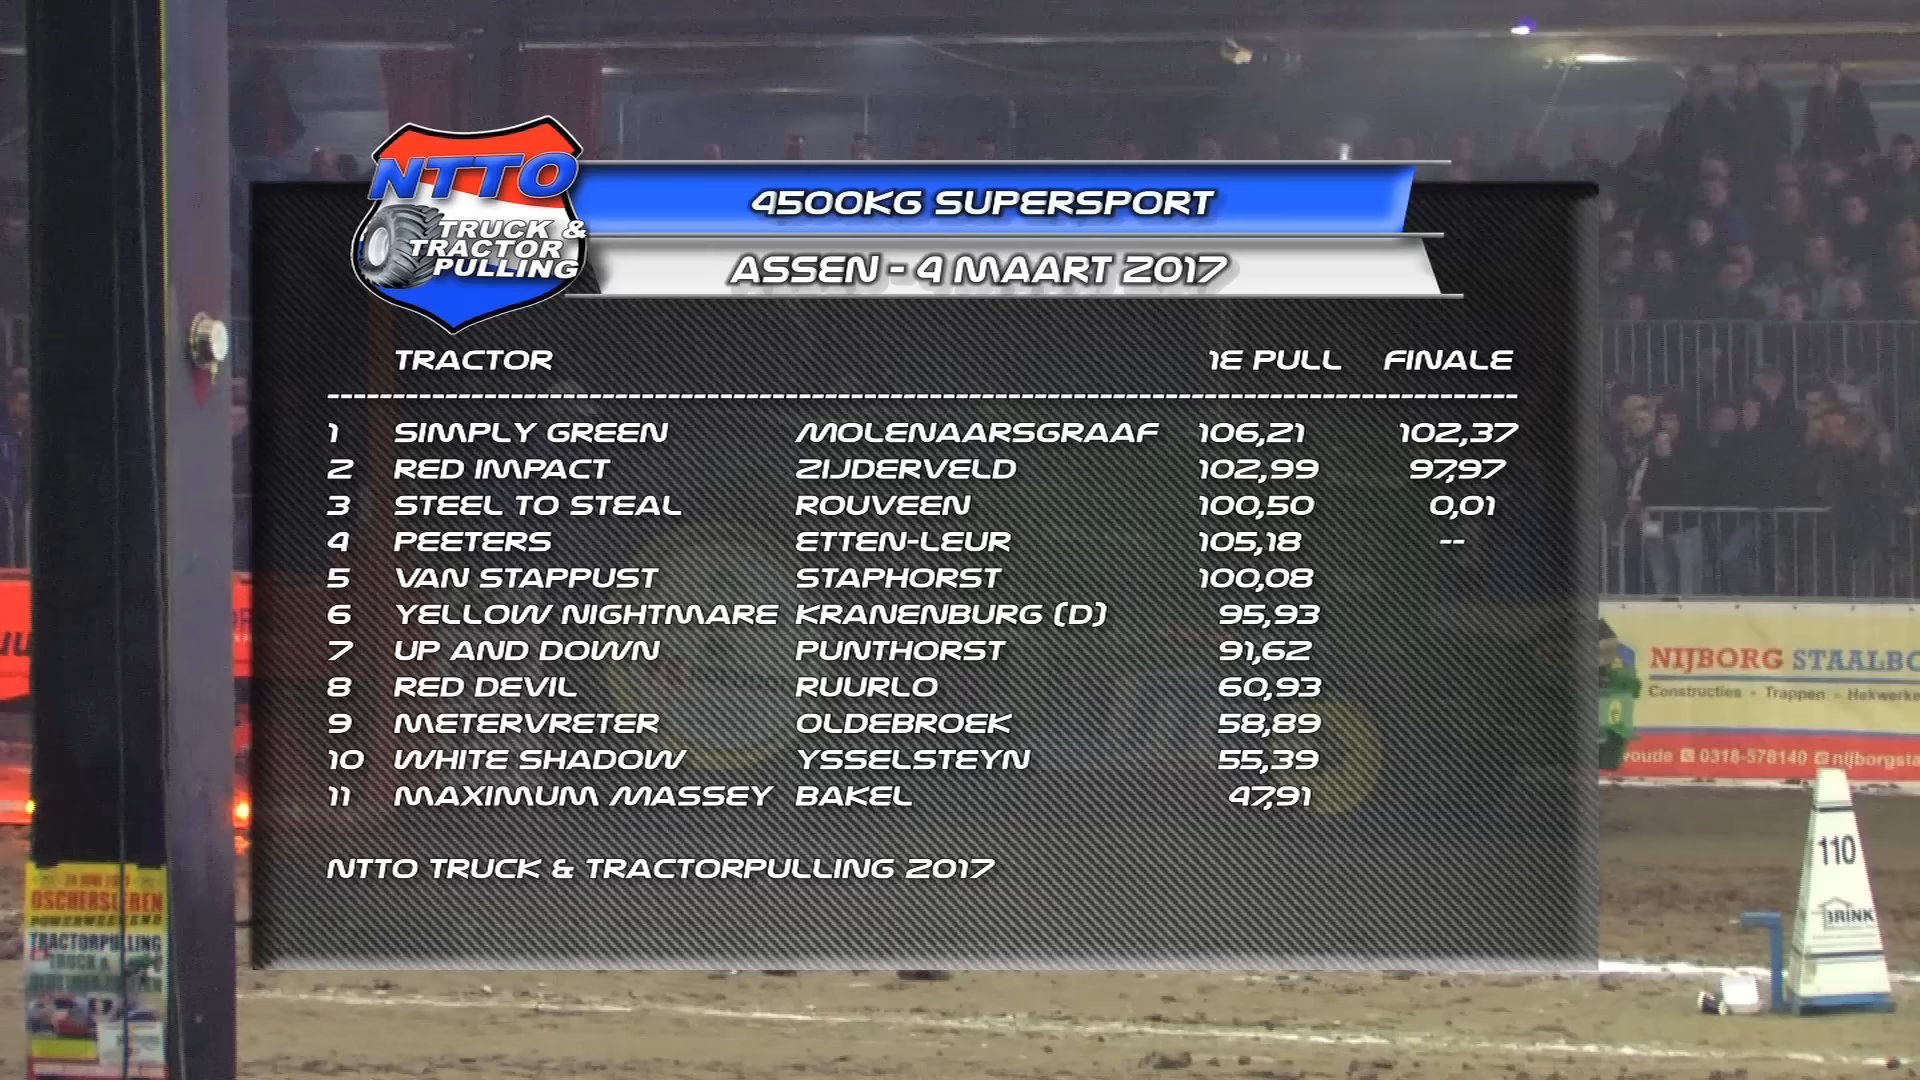 NTTO
TRUCK &
TRACTOR
PULLING
4500KG SUPERSPORT
ASSEN - 4 MAART 2017
TRACTOR 1E PULL FINALE
1 SIMPLY GREEN MOLENAARSGRAAF 106,21 102,37
2 RED IMPACT ZIJDERVELD 102,99 97,97
3 STEEL TO STEAL ROUVEEN 100,50 0,01
4 PEETERS ETTEN-LEUR 105,18 --
5 VAN STAPPUST STAPHORST 100,08
6 YELLOW NIGHTMARE KRANENBURG (D) 95,93
7 UP AND DOWN PUNTHORST 91,62
8 RED DEVIL RUURLO 60,93
9 METERVRETER OLDEBROEK 58,89
10 WHITE SHADOW YSSELSTEYN 55,39
11 MAXIMUM MASSEY BAKEL 47,91
NTTO TRUCK & TRACTORPULLING 2017
NIJBORG STAALBO
Constructies - Trappen - Hekwerke
woude 0318-578140 nijborgsta
110
BRINK
OSCHERSLEBEN
POWERWEEKEND
TRACTORPULLING
TRUCK &